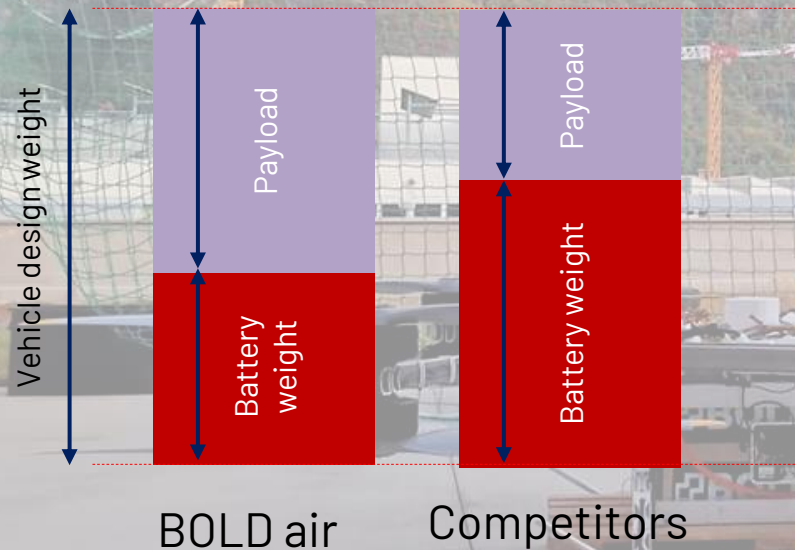 Vehicle design weight
Payload
Battery
weight
Payload
Battery weight
BOLD air
Competitors